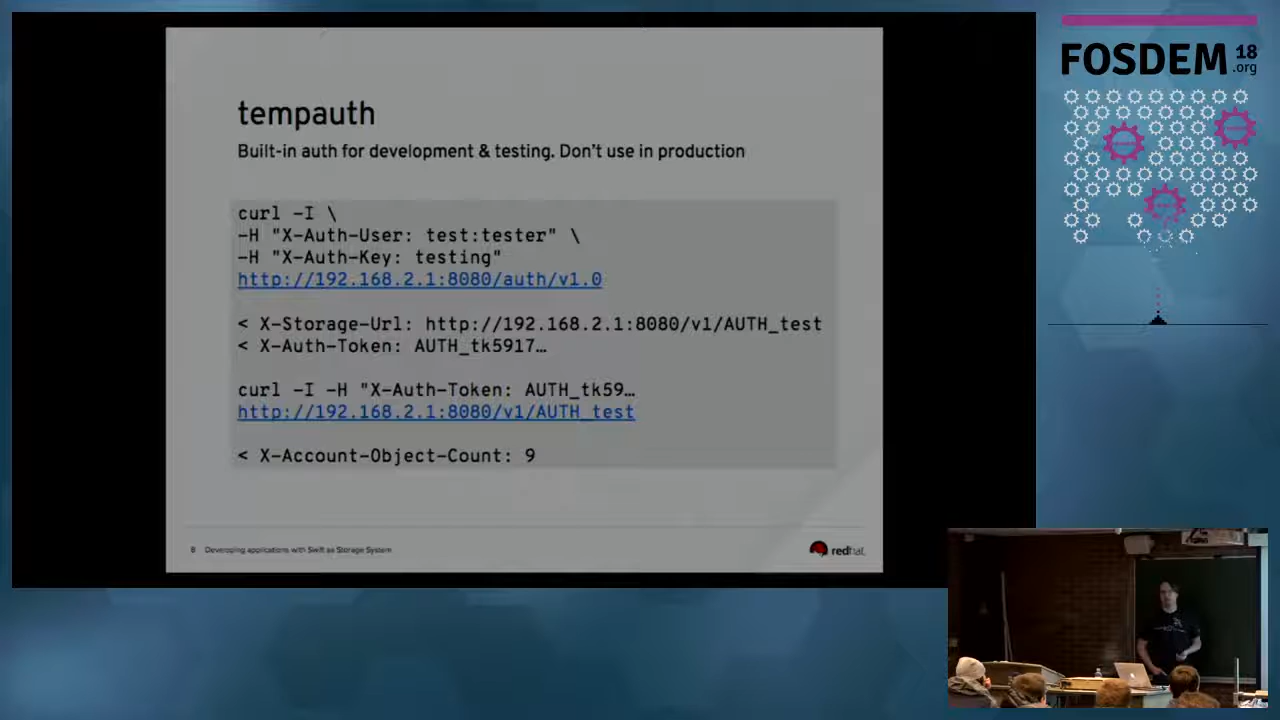 tempauth
Built-in auth for development & testing. Don't use in production
curl -I \
-H "X-Auth-User: test:tester" \
-H "X-Auth-Key: testing"
http://192.168.2.1:8080/auth/v1.0
< X-Storage-Url: http://192.168.2.1:8080/v1/AUTH_test
< X-Auth-Token: AUTH_tk5917…
curl -I -H "X-Auth-Token: AUTH_tk59…
http://192.168.2.1:8080/v1/AUTH_test
< X-Account-Object-Count: 9
8 Developing applications with Swift as Storage System
redhat.
FOSDEM 18
.org